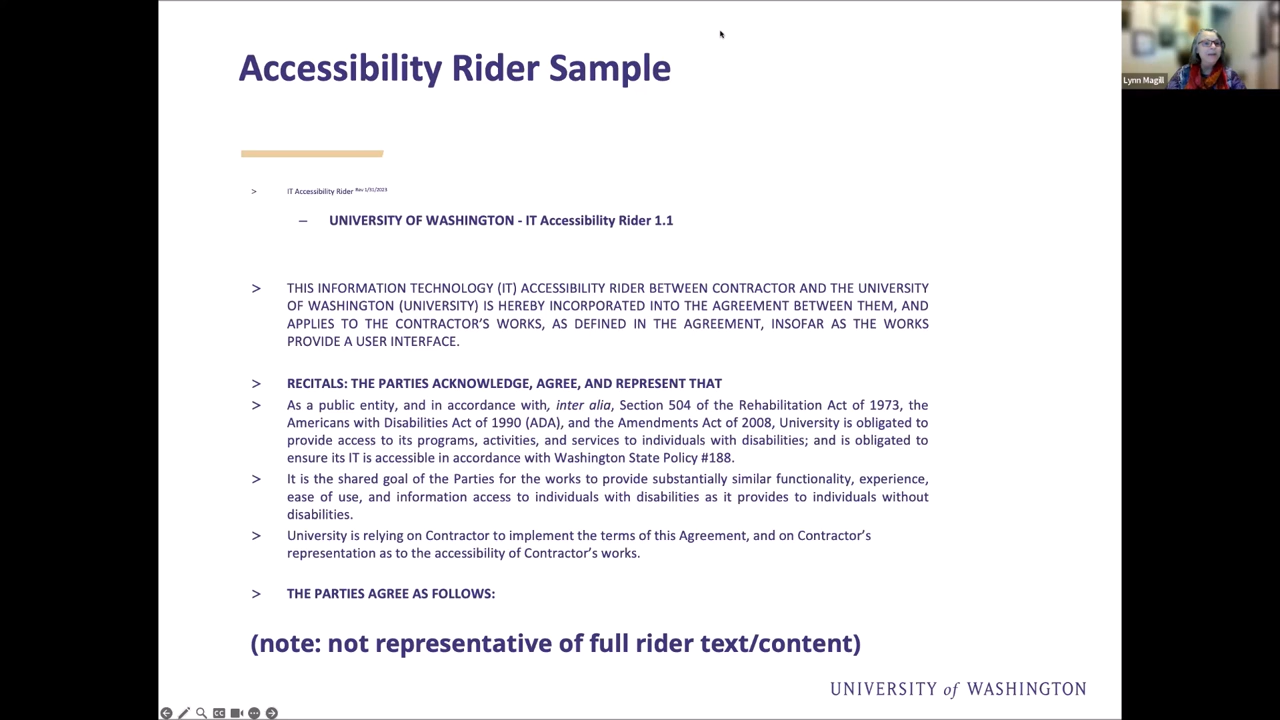 Accessibility Rider Sample
Lynn Magill
> IT Accessibility Rider Rev 1/31/2023
– UNIVERSITY OF WASHINGTON - IT Accessibility Rider 1.1
> THIS INFORMATION TECHNOLOGY (IT) ACCESSIBILITY RIDER BETWEEN CONTRACTOR AND THE UNIVERSITY
OF WASHINGTON (UNIVERSITY) IS HEREBY INCORPORATED INTO THE AGREEMENT BETWEEN THEM, AND
APPLIES TO THE CONTRACTOR'S WORKS, AS DEFINED IN THE AGREEMENT, INSOFAR AS THE WORKS
PROVIDE A USER INTERFACE.
> RECITALS: THE PARTIES ACKNOWLEDGE, AGREE, AND REPRESENT THAT
> As a public entity, and in accordance with, inter alia, Section 504 of the Rehabilitation Act of 1973, the
Americans with Disabilities Act of 1990 (ADA), and the Amendments Act of 2008, University is obligated to
provide access to its programs, activities, and services to individuals with disabilities; and is obligated to
ensure its IT is accessible in accordance with Washington State Policy #188.
> It is the shared goal of the Parties for the works to provide substantially similar functionality, experience,
ease of use, and information access to individuals with disabilities as it provides to individuals without
disabilities.
> University is relying on Contractor to implement the terms of this Agreement, and on Contractor's
representation as to the accessibility of Contractor's works.
> THE PARTIES AGREE AS FOLLOWS:
(note: not representative of full rider text/content)
UNIVERSITY of WASHINGTON
CC